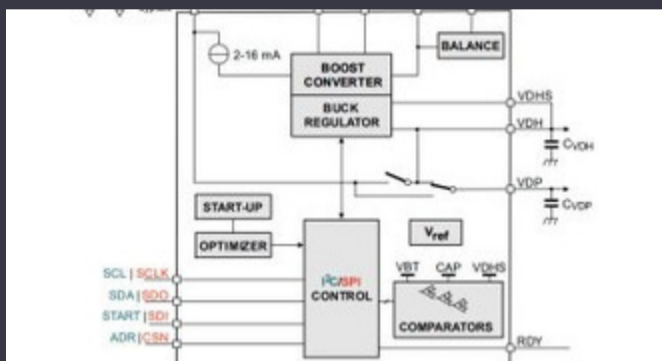 2-16 mA
BALANCE
BOOST
CONVERTER
BUCK
REGULATOR
VDHS
VDH
CVDH
VDP
CVDP
START-UP
OPTIMIZER
Vref
I²C/SPI
CONTROL
VBT CAP VDHS
COMPARATORS
SCL | SCLK
SDA | SDO
START | SDI
ADR | CSN
RDY